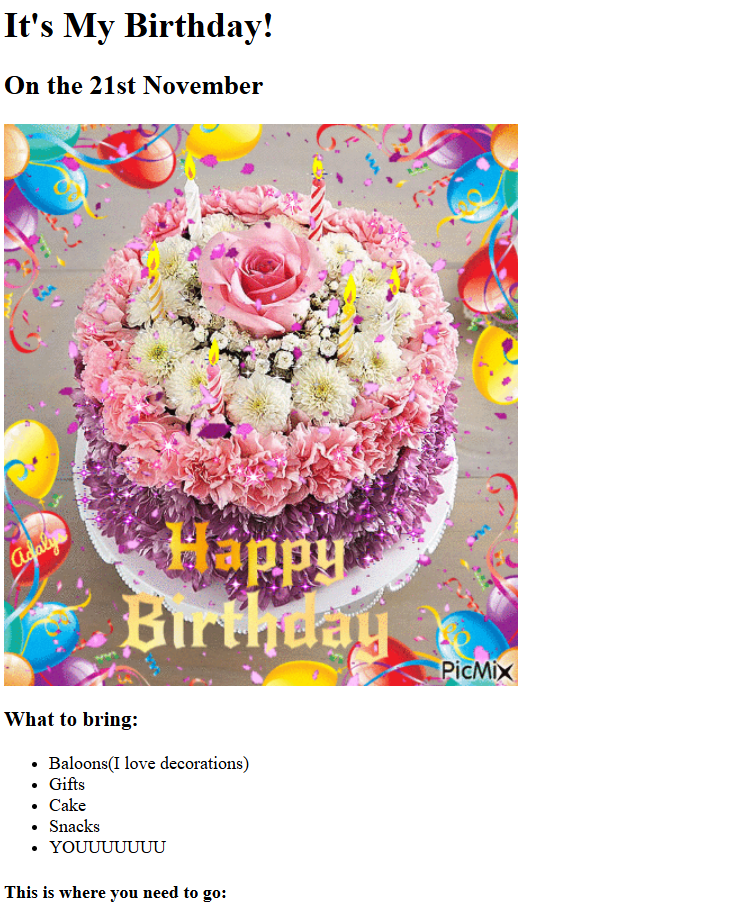 It's My Birthday!
On the 21st November
Adalys
Happy
Birthday
PicMix
What to bring:
Baloons(I love decorations)
Gifts
Cake
Snacks
YOUUUUUUU
This is where you need to go: